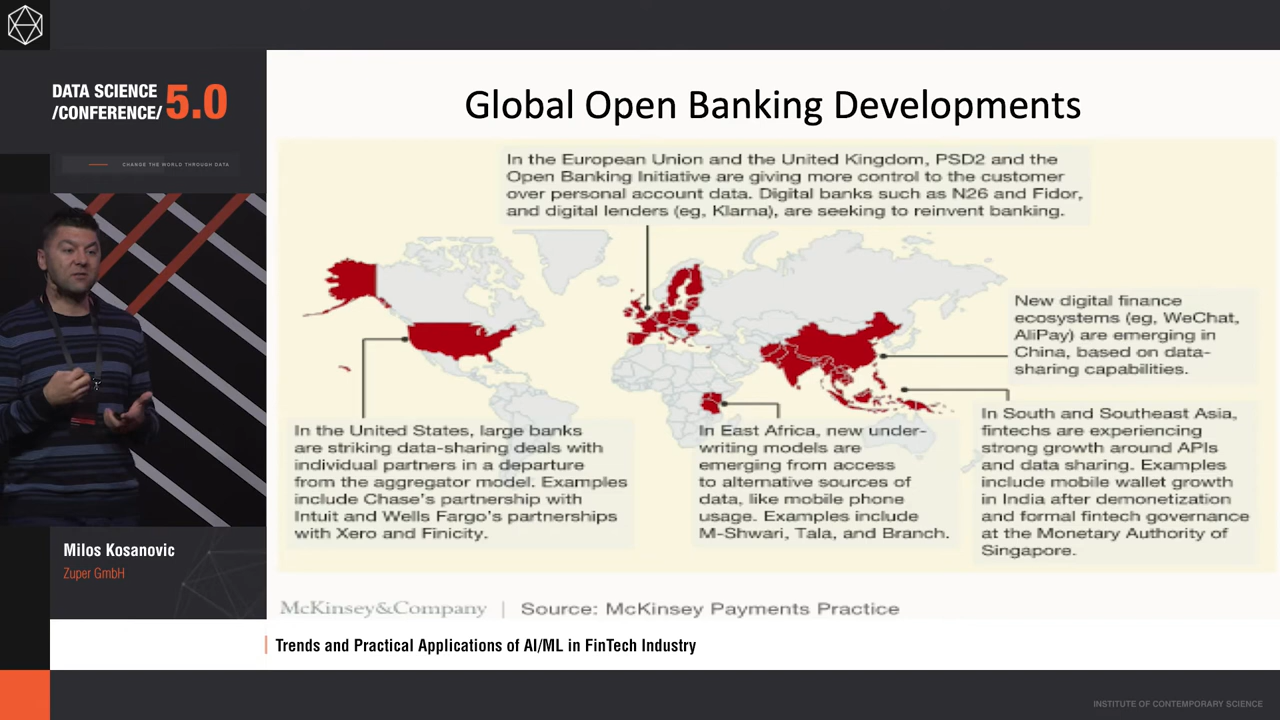 DATA SCIENCE
/CONFERENCE/ 5.0
CHANGE THE WORLD THROUGH DATA
Milos Kosanovic
Zuper GmbH
Global Open Banking Developments
In the European Union and the United Kingdom, PSD2 and the
Open Banking Initiative are giving more control to the customer
over personal account data. Digital banks such as N26 and Fidor,
and digital lenders (eg, Klarna), are seeking to reinvent banking.
New digital finance
ecosystems (eg, WeChat,
AliPay) are emerging in
China, based on data-
sharing capabilities.
In the United States, large banks
are striking data-sharing deals with
individual partners in a departure
from the aggregator model. Examples
include Chase's partnership with
Intuit and Wells Fargo's partnerships
with Xero and Finicity.
In East Africa, new under-
writing models are
emerging from access
to alternative sources of
data, like mobile phone
usage. Examples include
M-Shwari, Tala, and Branch.
In South and Southeast Asia,
fintechs are experiencing
strong growth around APIs
and data sharing. Examples
include mobile wallet growth
in India after demonetization
and formal fintech governance
at the Monetary Authority of
Singapore.
McKinsey&Company | Source: McKinsey Payments Practice
Trends and Practical Applications of AI/ML in FinTech Industry
INSTITUTE OF CONTEMPORARY SCIENCE